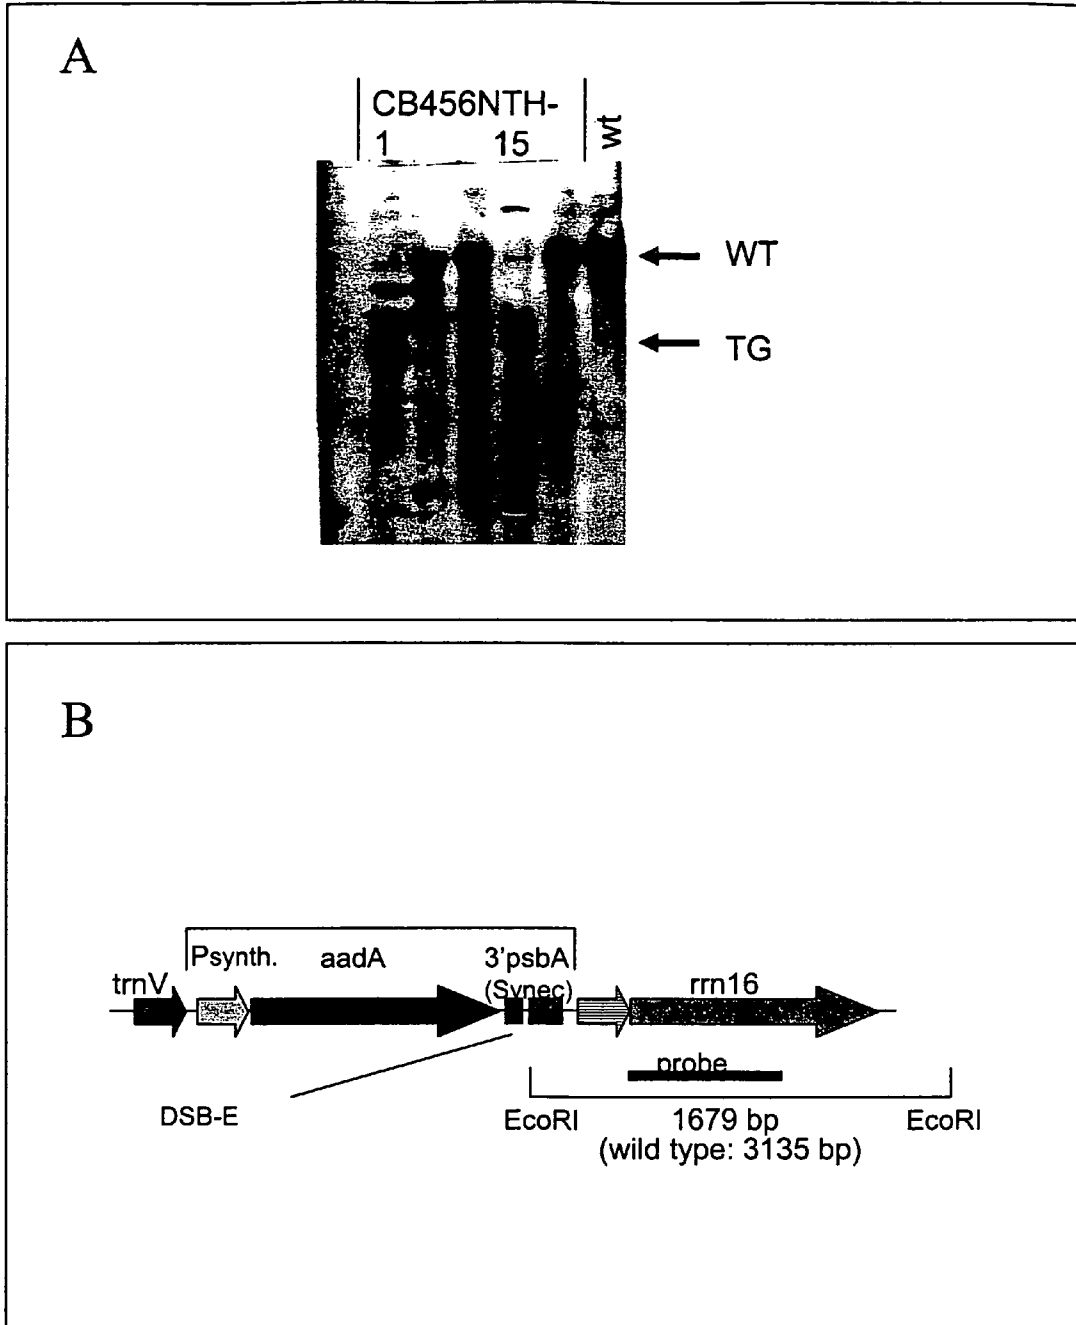 A
CB456NTH-
1 15 wt
WT
TG
B
Psynth. aadA 3'psbA
trnV (Synec) rrn16
probe
DSB-E EcoRI 1679 bp EcoRI
(wild type: 3135 bp)